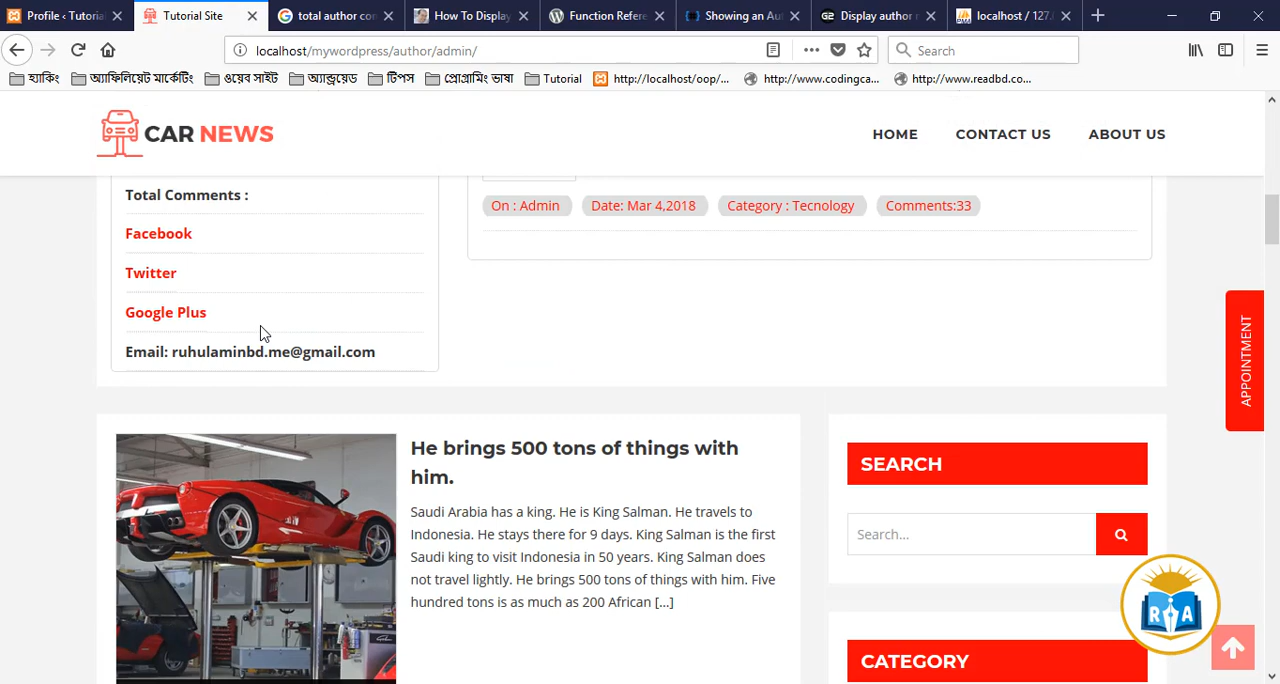 Profile ‹ Tutorial
Tutorial Site
total author co
How To Display
Function Refere
Showing an Aut
Display author n
localhost / 127.
localhost/mywordpress/author/admin/
Search
হ্যাকিং
অ্যাফিলিয়েট মার্কেটিং
ওয়েব সাইট
অ্যান্ড্রয়েড
টিপস
প্রোগ্রামিং ভাষা
Tutorial
http://localhost/oop/...
http://www.codingca...
http://www.readbd.co...
CAR NEWS
HOME
CONTACT US
ABOUT US
Total Comments :
Facebook
Twitter
Google Plus
Email: ruhulaminbd.me@gmail.com
On : Admin
Date: Mar 4,2018
Category : Tecnology
Comments:33
APPOINTMENT
He brings 500 tons of things with
him.
Saudi Arabia has a king. He is King Salman. He travels to
Indonesia. He stays there for 9 days. King Salman is the first
Saudi king to visit Indonesia in 50 years. King Salman does
not travel lightly. He brings 500 tons of things with him. Five
hundred tons is as much as 200 African [...]
SEARCH
Search...
CATEGORY
R A